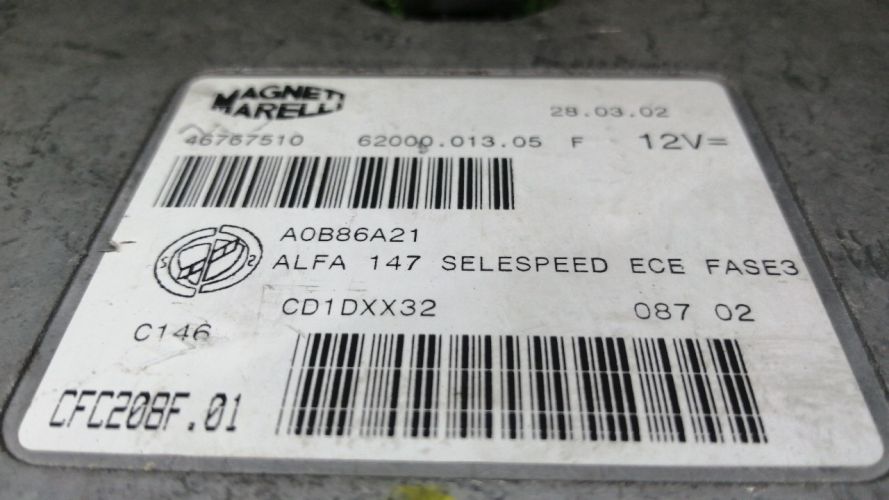 MAGNETI
MARELLI
28.03.02
46767510 62000.013.05 F 12V=
A0B86A21
ALFA 147 SELESPEED ECE FASE3
CD1DXX32 087 02
C146
CFC208F.01